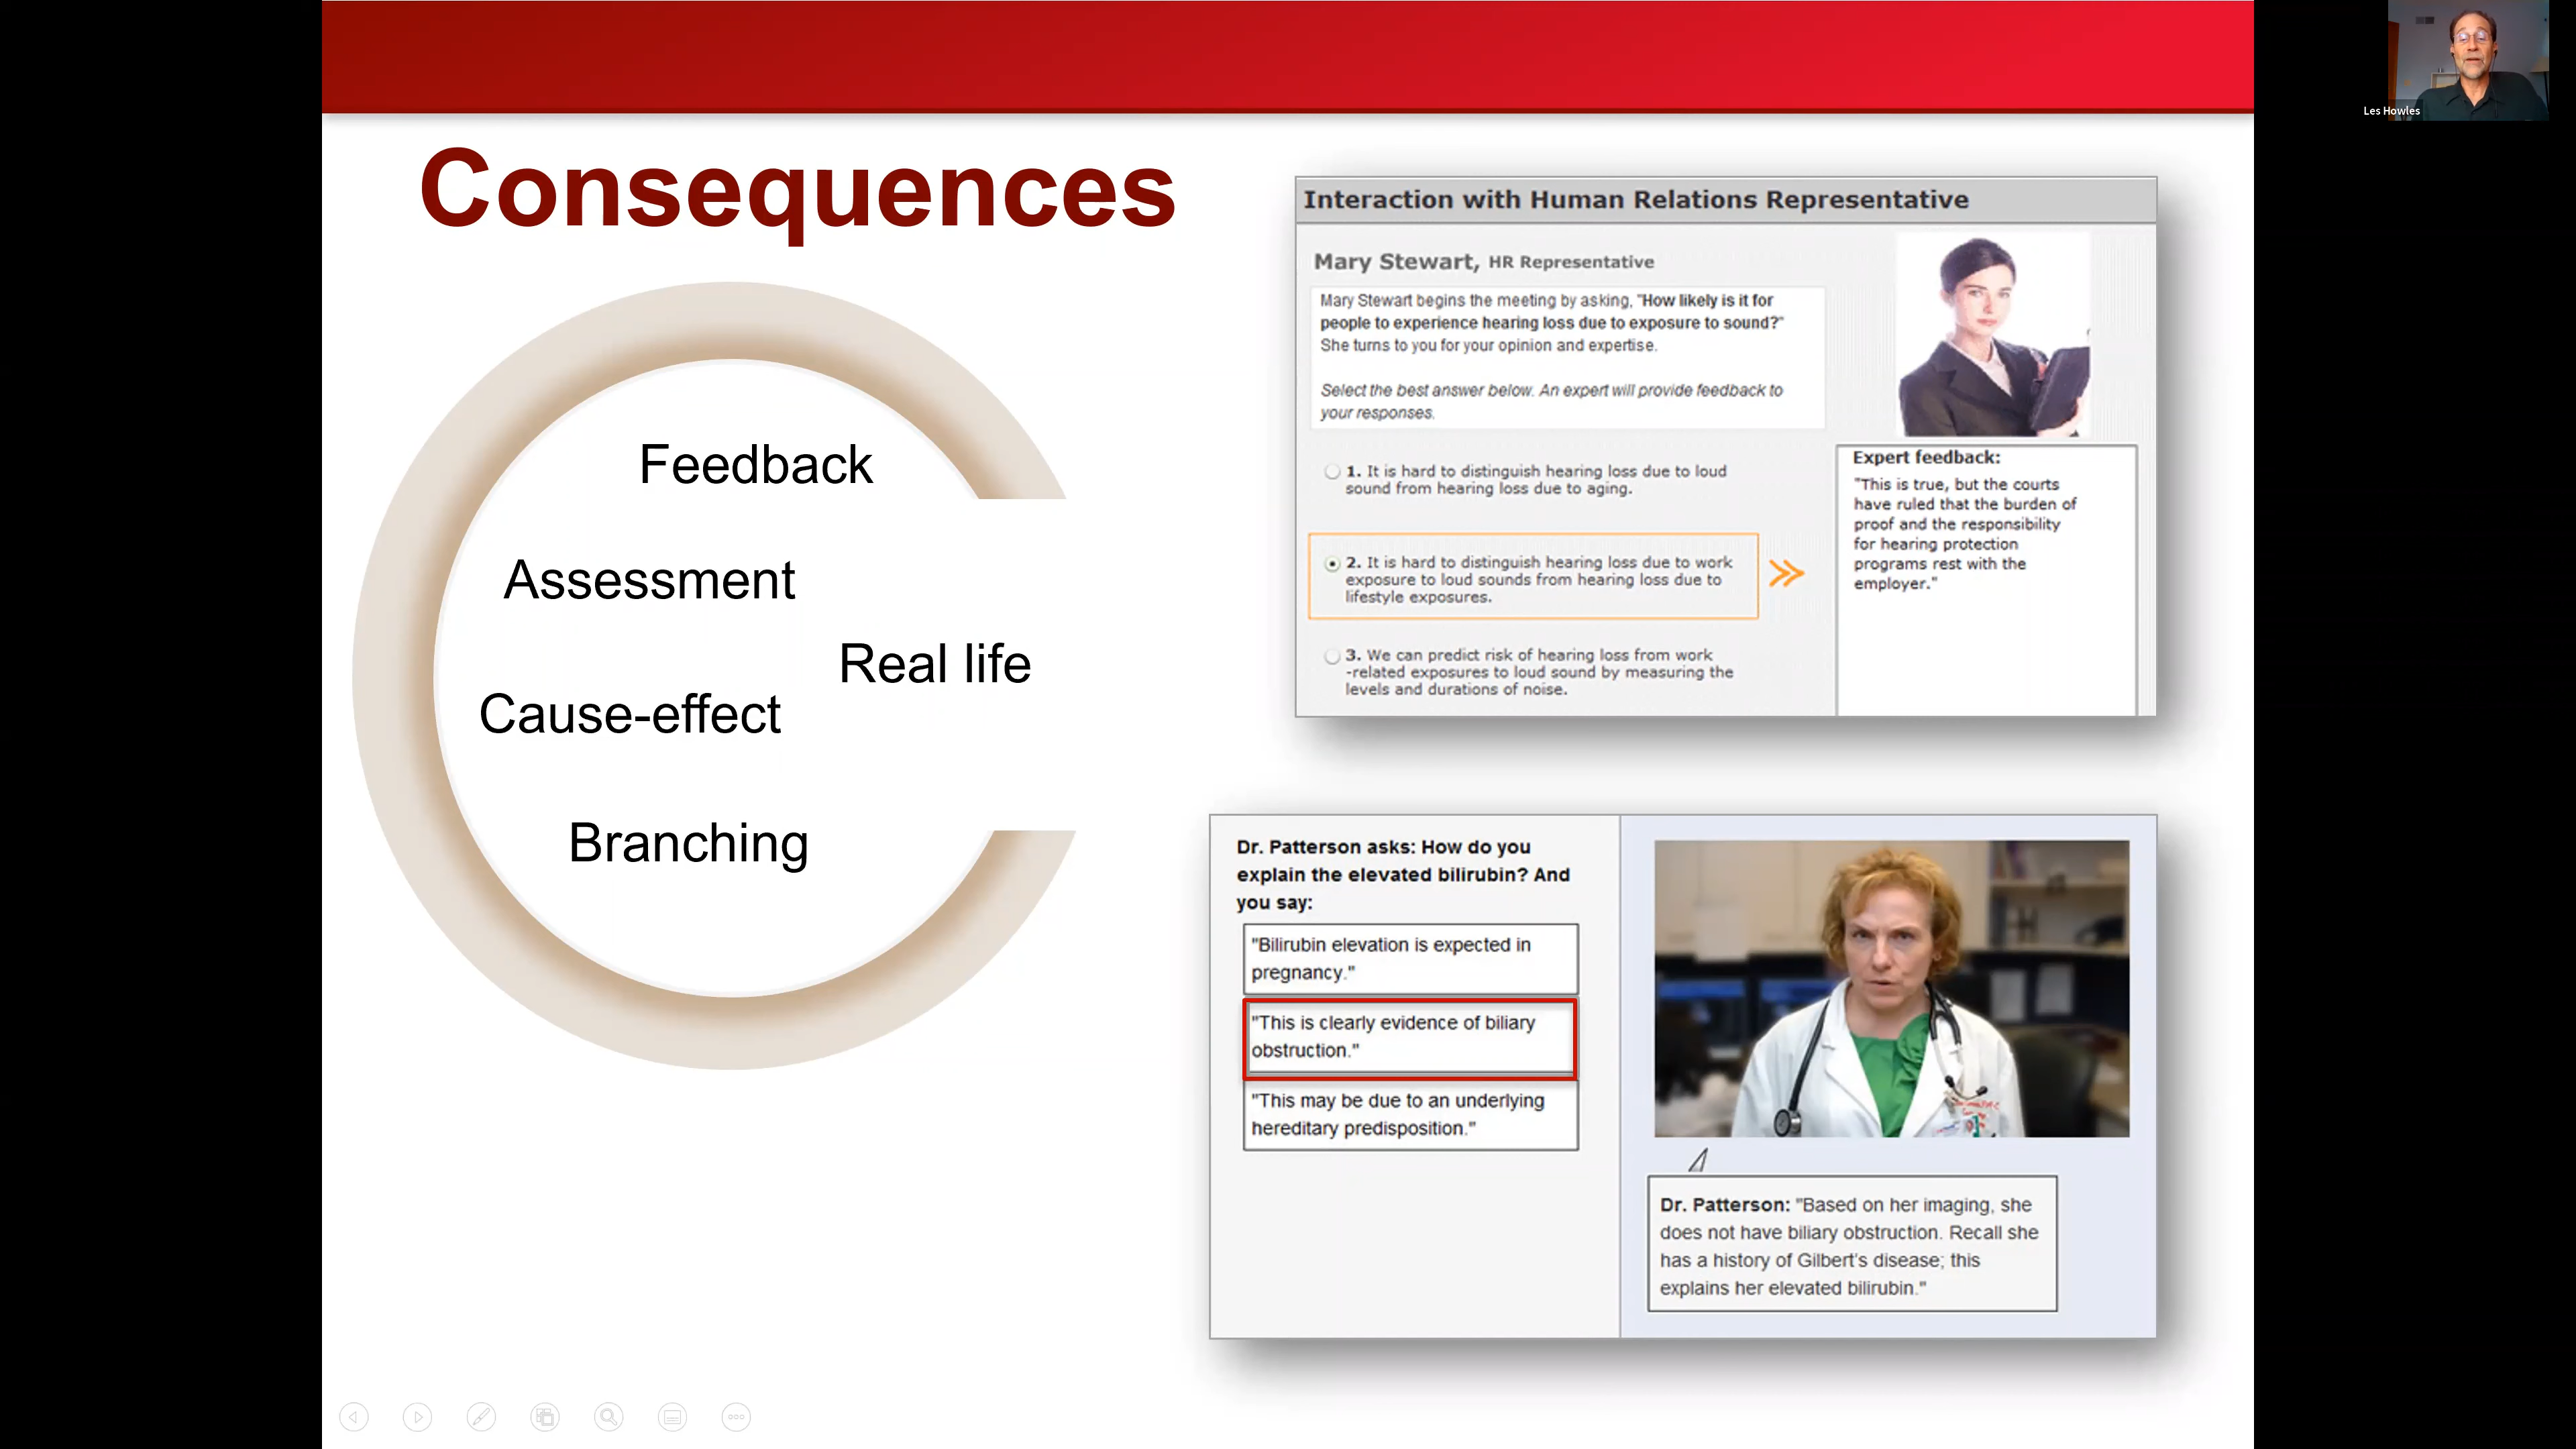 Les Howles
Consequences
Feedback
Assessment
Real life
Cause-effect
Branching
Interaction with Human Relations Representative
Mary Stewart, HR Representative
Mary Stewart begins the meeting by asking, "How likely is it for
people to experience hearing loss due to exposure to sound?"
She turns to you for your opinion and expertise.
Select the best answer below. An expert will provide feedback to
your responses.
1. It is hard to distinguish hearing loss due to loud
sound from hearing loss due to aging.
2. It is hard to distinguish hearing loss due to work
exposure to loud sounds from hearing loss due to
lifestyle exposures.
3. We can predict risk of hearing loss from work
-related exposures to loud sound by measuring the
levels and durations of noise.
Expert feedback:
"This is true, but the courts
have ruled that the burden of
proof and the responsibility
for hearing protection
programs rest with the
employer."
Dr. Patterson asks: How do you
explain the elevated bilirubin? And
you say:
"Bilirubin elevation is expected in
pregnancy."
"This is clearly evidence of biliary
obstruction."
"This may be due to an underlying
hereditary predisposition."
Dr. Patterson: "Based on her imaging, she
does not have biliary obstruction. Recall she
has a history of Gilbert's disease; this
explains her elevated bilirubin."